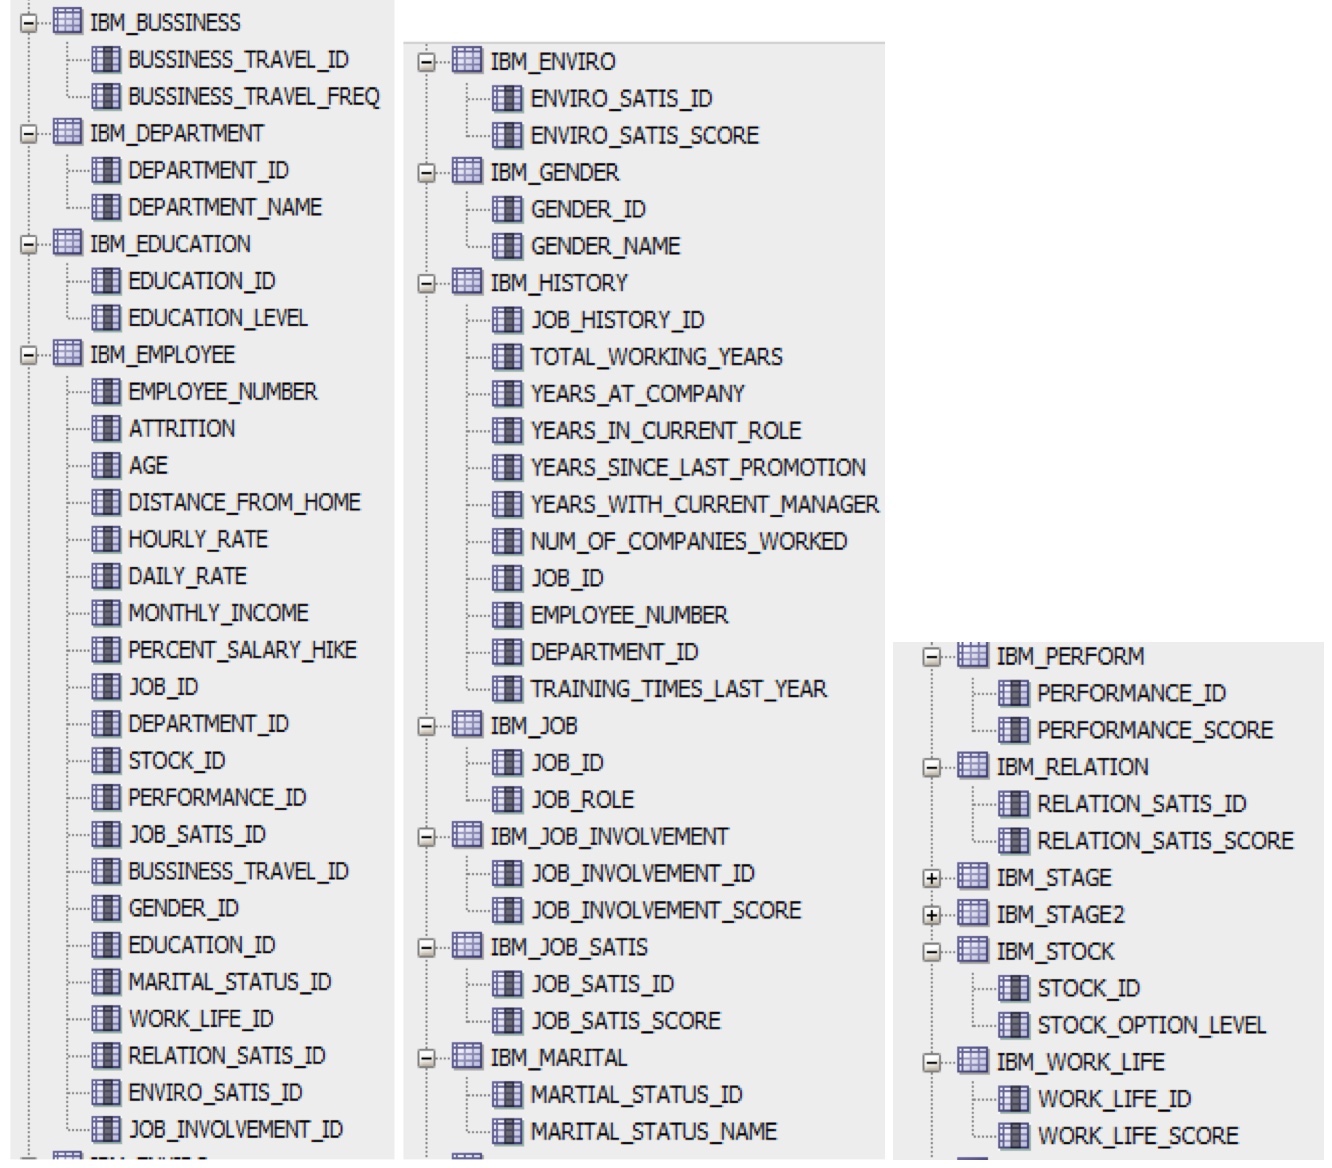 IBM_BUSSINESS
BUSSINESS_TRAVEL_ID
BUSSINESS_TRAVEL_FREQ
IBM_DEPARTMENT
DEPARTMENT_ID
DEPARTMENT_NAME
IBM_EDUCATION
EDUCATION_ID
EDUCATION_LEVEL
IBM_EMPLOYEE
EMPLOYEE_NUMBER
ATTRITION
AGE
DISTANCE_FROM_HOME
HOURLY_RATE
DAILY_RATE
MONTHLY_INCOME
PERCENT_SALARY_HIKE
JOB_ID
DEPARTMENT_ID
STOCK_ID
PERFORMANCE_ID
JOB_SATIS_ID
BUSSINESS_TRAVEL_ID
GENDER_ID
EDUCATION_ID
MARITAL_STATUS_ID
WORK_LIFE_ID
RELATION_SATIS_ID
ENVIRO_SATIS_ID
JOB_INVOLVEMENT_ID
IBM_ENVIRO
ENVIRO_SATIS_ID
ENVIRO_SATIS_SCORE
IBM_GENDER
GENDER_ID
GENDER_NAME
IBM_HISTORY
JOB_HISTORY_ID
TOTAL_WORKING_YEARS
YEARS_AT_COMPANY
YEARS_IN_CURRENT_ROLE
YEARS_SINCE_LAST_PROMOTION
YEARS_WITH_CURRENT_MANAGER
NUM_OF_COMPANIES_WORKED
JOB_ID
EMPLOYEE_NUMBER
DEPARTMENT_ID
TRAINING_TIMES_LAST_YEAR
IBM_JOB
JOB_ID
JOB_ROLE
IBM_JOB_INVOLVEMENT
JOB_INVOLVEMENT_ID
JOB_INVOLVEMENT_SCORE
IBM_JOB_SATIS
JOB_SATIS_ID
JOB_SATIS_SCORE
IBM_MARITAL
MARTIAL_STATUS_ID
MARITAL_STATUS_NAME
IBM_PERFORM
PERFORMANCE_ID
PERFORMANCE_SCORE
IBM_RELATION
RELATION_SATIS_ID
RELATION_SATIS_SCORE
IBM_STAGE
IBM_STAGE2
IBM_STOCK
STOCK_ID
STOCK_OPTION_LEVEL
IBM_WORK_LIFE
WORK_LIFE_ID
WORK_LIFE_SCORE